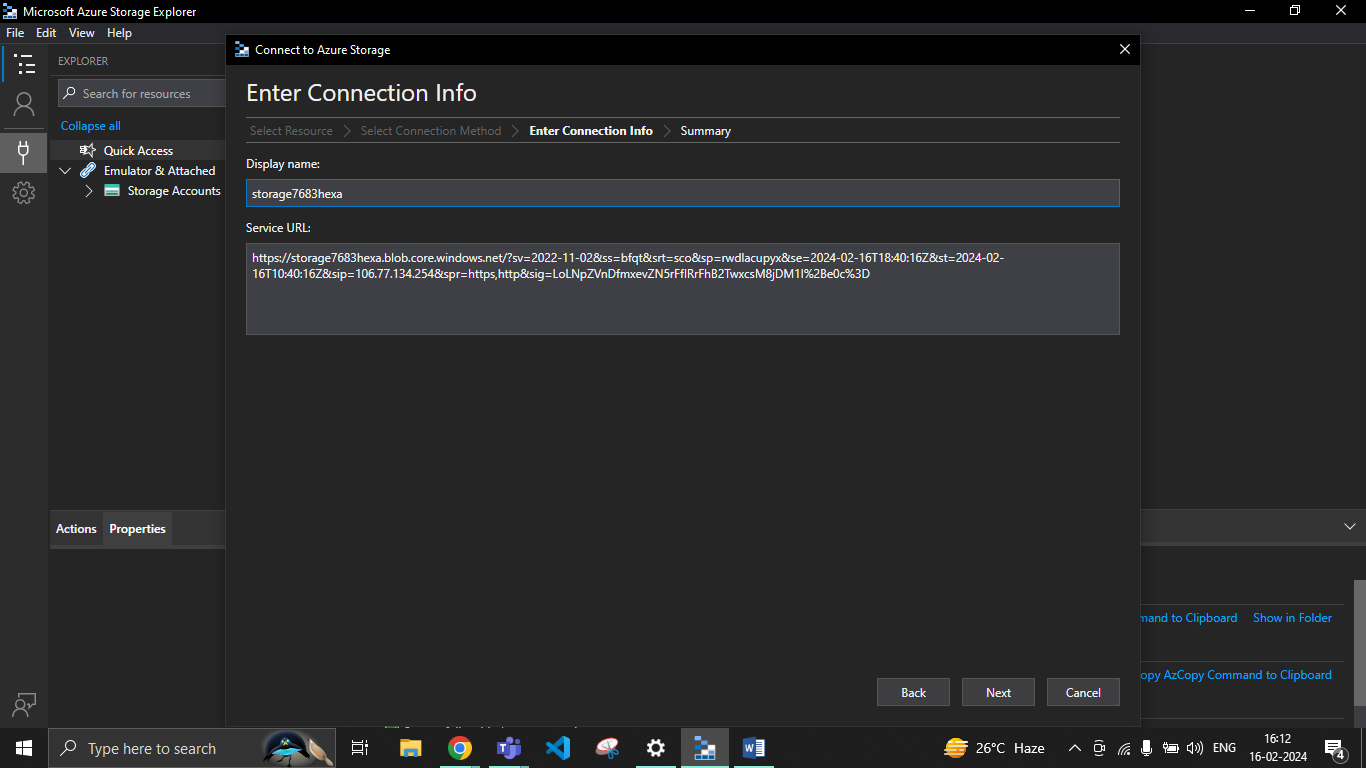 Microsoft Azure Storage Explorer
File Edit View Help
EXPLORER
Search for resources
Collapse all
Quick Access
Emulator & Attached
Storage Accounts
Connect to Azure Storage
Enter Connection Info
Select Resource Select Connection Method Enter Connection Info Summary
Display name:
storage7683hexa
Service URL:
https://storage7683hexa.blob.core.windows.net/?sv=2022-11-02&ss=bfqt&srt=sco&sp=rwdlacupyx&se=2024-02-16T18:40:16Z&st=2024-02-
16T10:40:16Z&sip=106.77.134.254&spr=https,http&sig=LoLNpZVnDfmxevZN5rFflRrFhB2TwxcsM8jDM1I%2Be0c%3D
Actions Properties
mand to Clipboard Show in Folder
opy AzCopy Command to Clipboard
Back Next Cancel
Type here to search
26°C Haze
ENG
16:12
16-02-2024
4